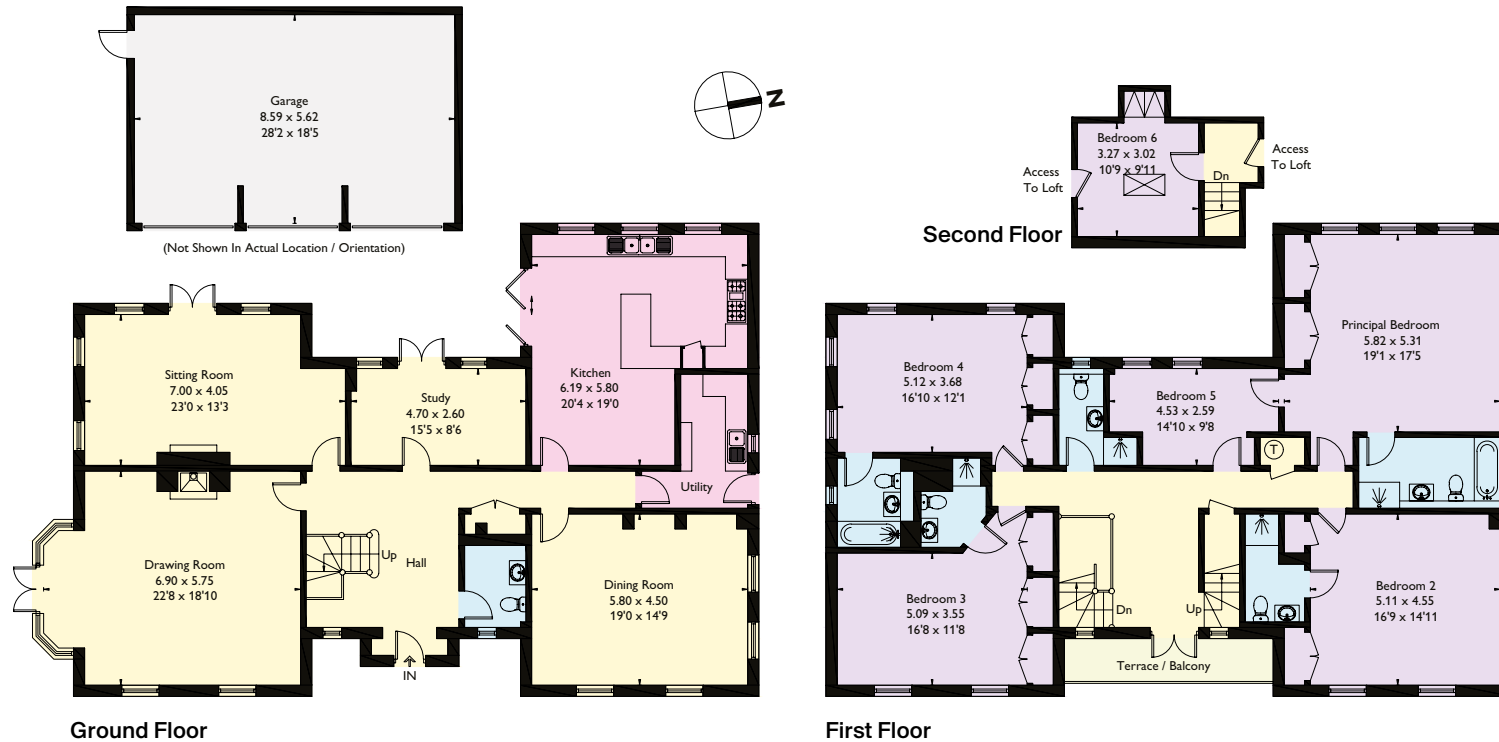 Garage
8.59 x 5.62
28'2 x 18'5
(Not Shown In Actual Location / Orientation)
N
Bedroom 6
3.27 x 3.02
10'9 x 9'11
Access
To Loft
Dn
Access
To Loft
Second Floor
Sitting Room
7.00 x 4.05
23'0 x 13'3
Study
4.70 x 2.60
15'5 x 8'6
Kitchen
6.19 x 5.80
20'4 x 19'0
Utility
Drawing Room
6.90 x 5.75
22'8 x 18'10
Up
Hall
Dining Room
5.80 x 4.50
19'0 x 14'9
IN
Ground Floor
Principal Bedroom
5.82 x 5.31
19'1 x 17'5
Bedroom 4
5.12 x 3.68
16'10 x 12'1
Bedroom 5
4.53 x 2.59
14'10 x 9'8
T
Bedroom 3
5.09 x 3.55
16'8 x 11'8
Dn
Up
Bedroom 2
5.11 x 4.55
16'9 x 14'11
Terrace / Balcony
First Floor